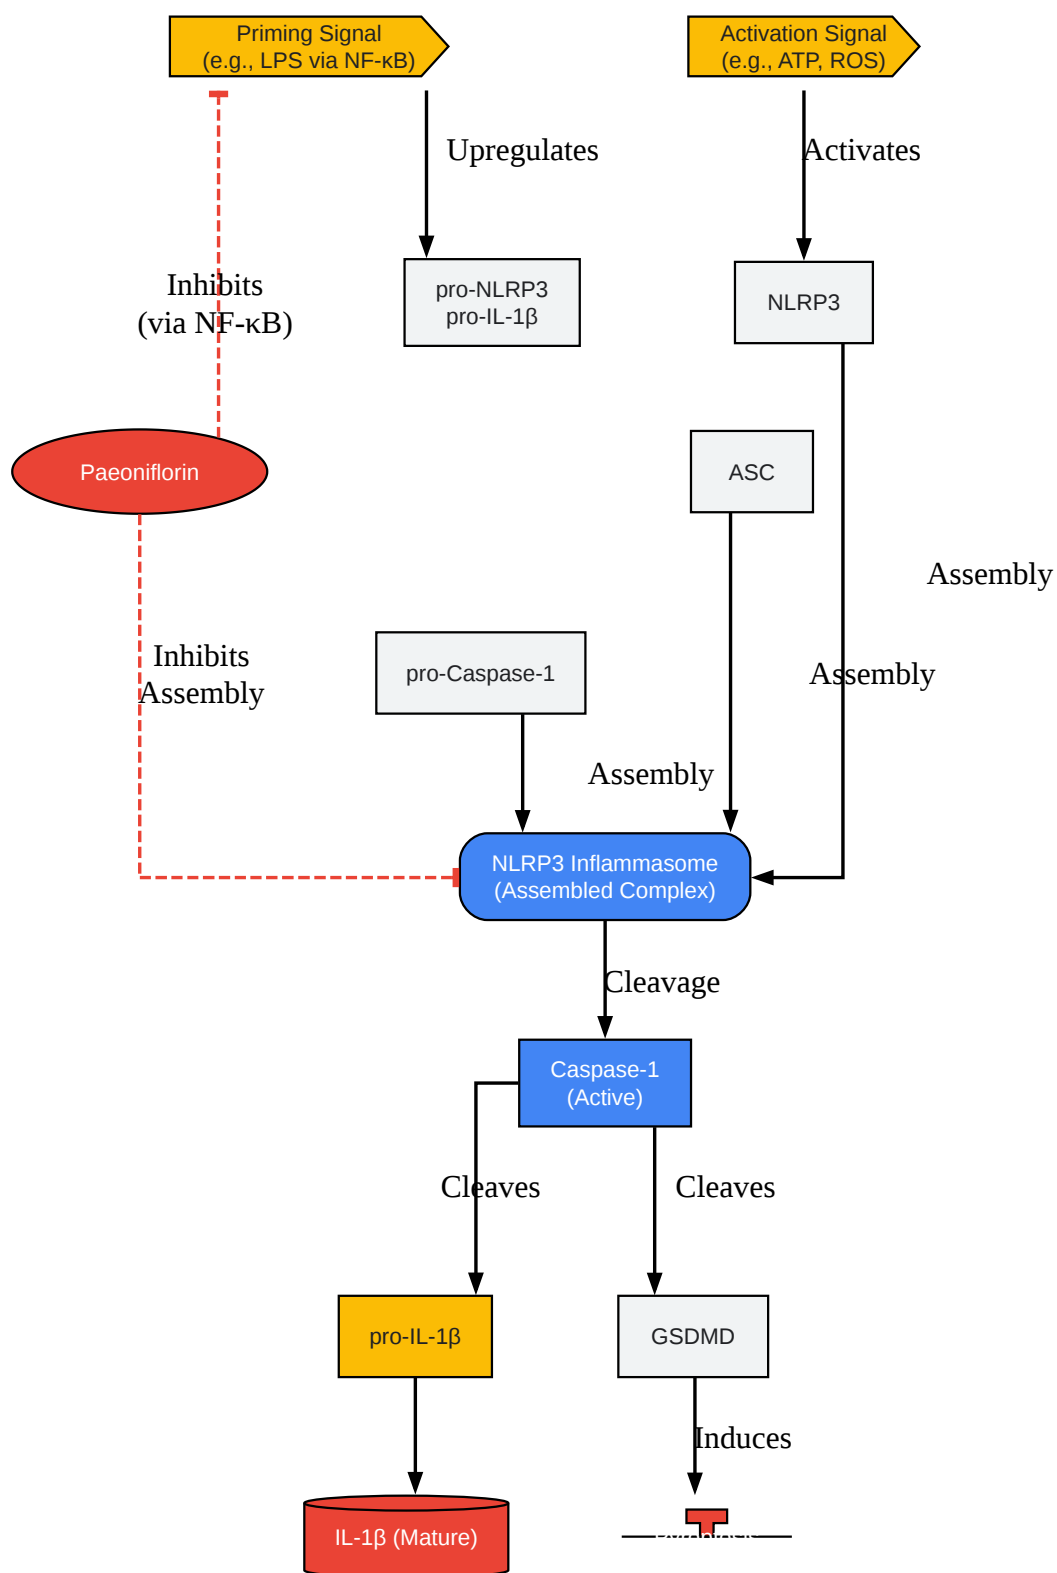 Priming Signal
(e.g., LPS via NF-κB)
Activation Signal
(e.g., ATP, ROS)
Upregulates
Activates
Inhibits
(via NF-κB)
pro-NLRP3
pro-IL-1β
NLRP3
Paeoniflorin
ASC
Assembly
Inhibits
Assembly
pro-Caspase-1
Assembly
Assembly
NLRP3 Inflammasome
(Assembled Complex)
Cleavage
Caspase-1
(Active)
Cleaves
Cleaves
pro-IL-1β
GSDMD
Induces
IL-1β (Mature)